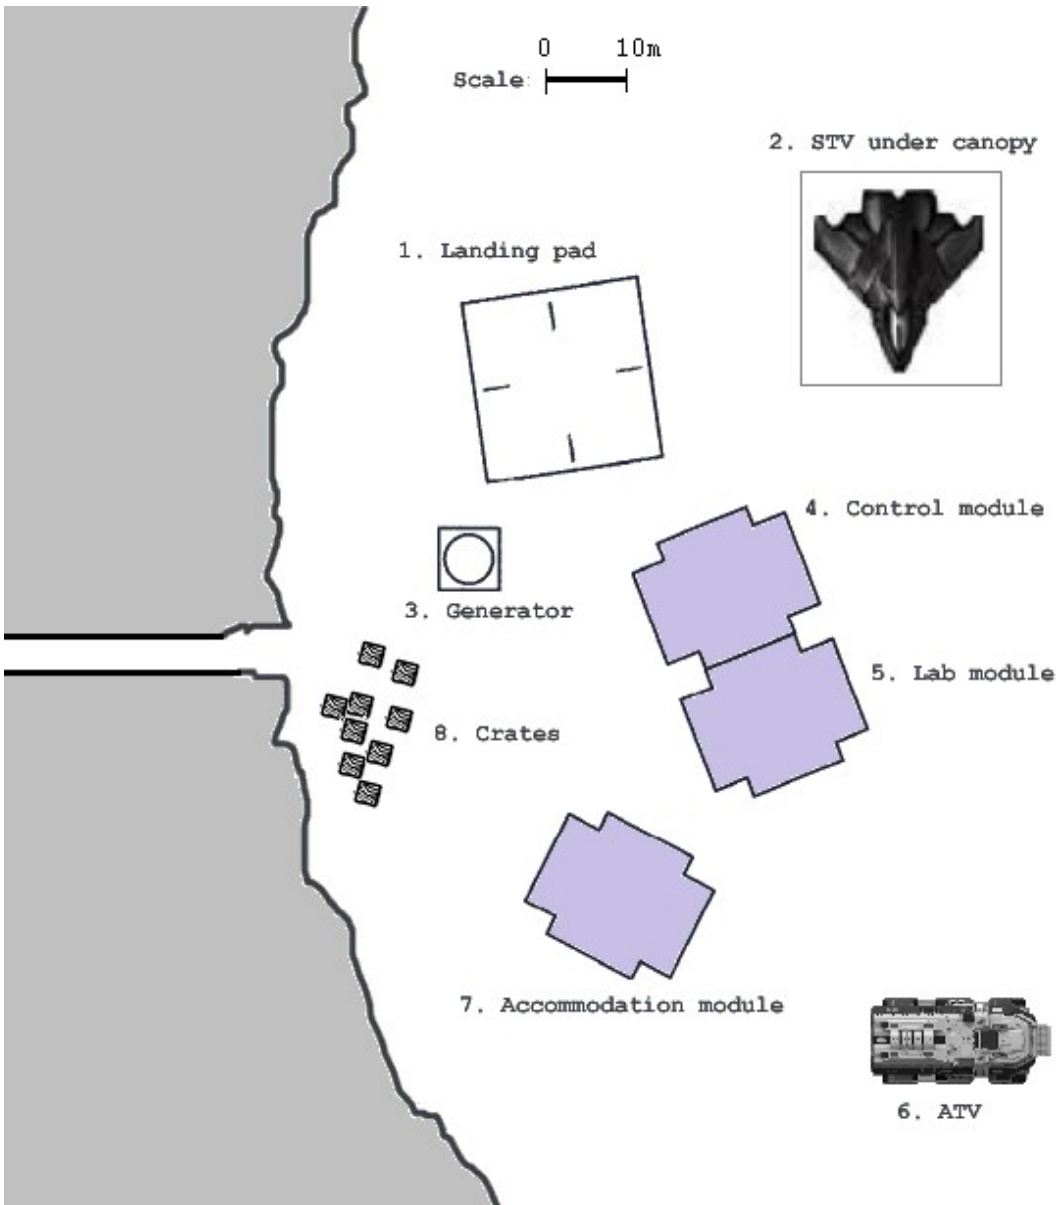 0 10m
Scale:
2. STV under canopy
1. Landing pad
4. Control module
3. Generator
5. Lab module
8. Crates
7. Accommodation module
6. ATV